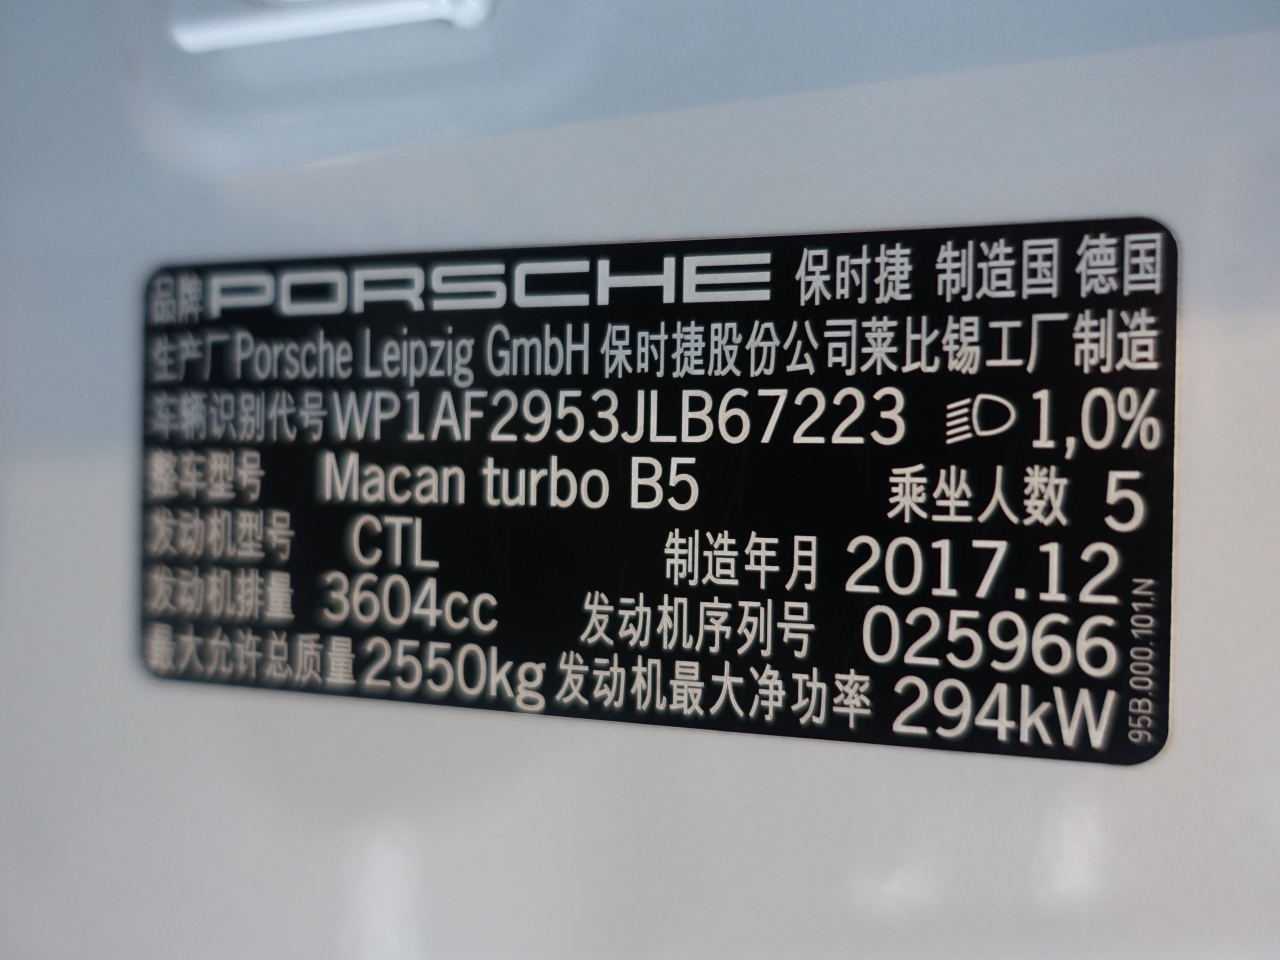 品牌 PORSCHE 保时捷 制造国 德国
生产厂 Porsche Leipzig GmbH 保时捷股份公司莱比锡工厂制造
车辆识别代号 WP1AF2953JLB67223 1,0%
整车型号 Macan turbo B5 乘坐人数 5
发动机型号 CTL 制造年月 2017.12
发动机排量 3604cc 发动机序列号 025966
最大允许总质量 2550kg 发动机最大净功率 294kW
95B.000.101.N